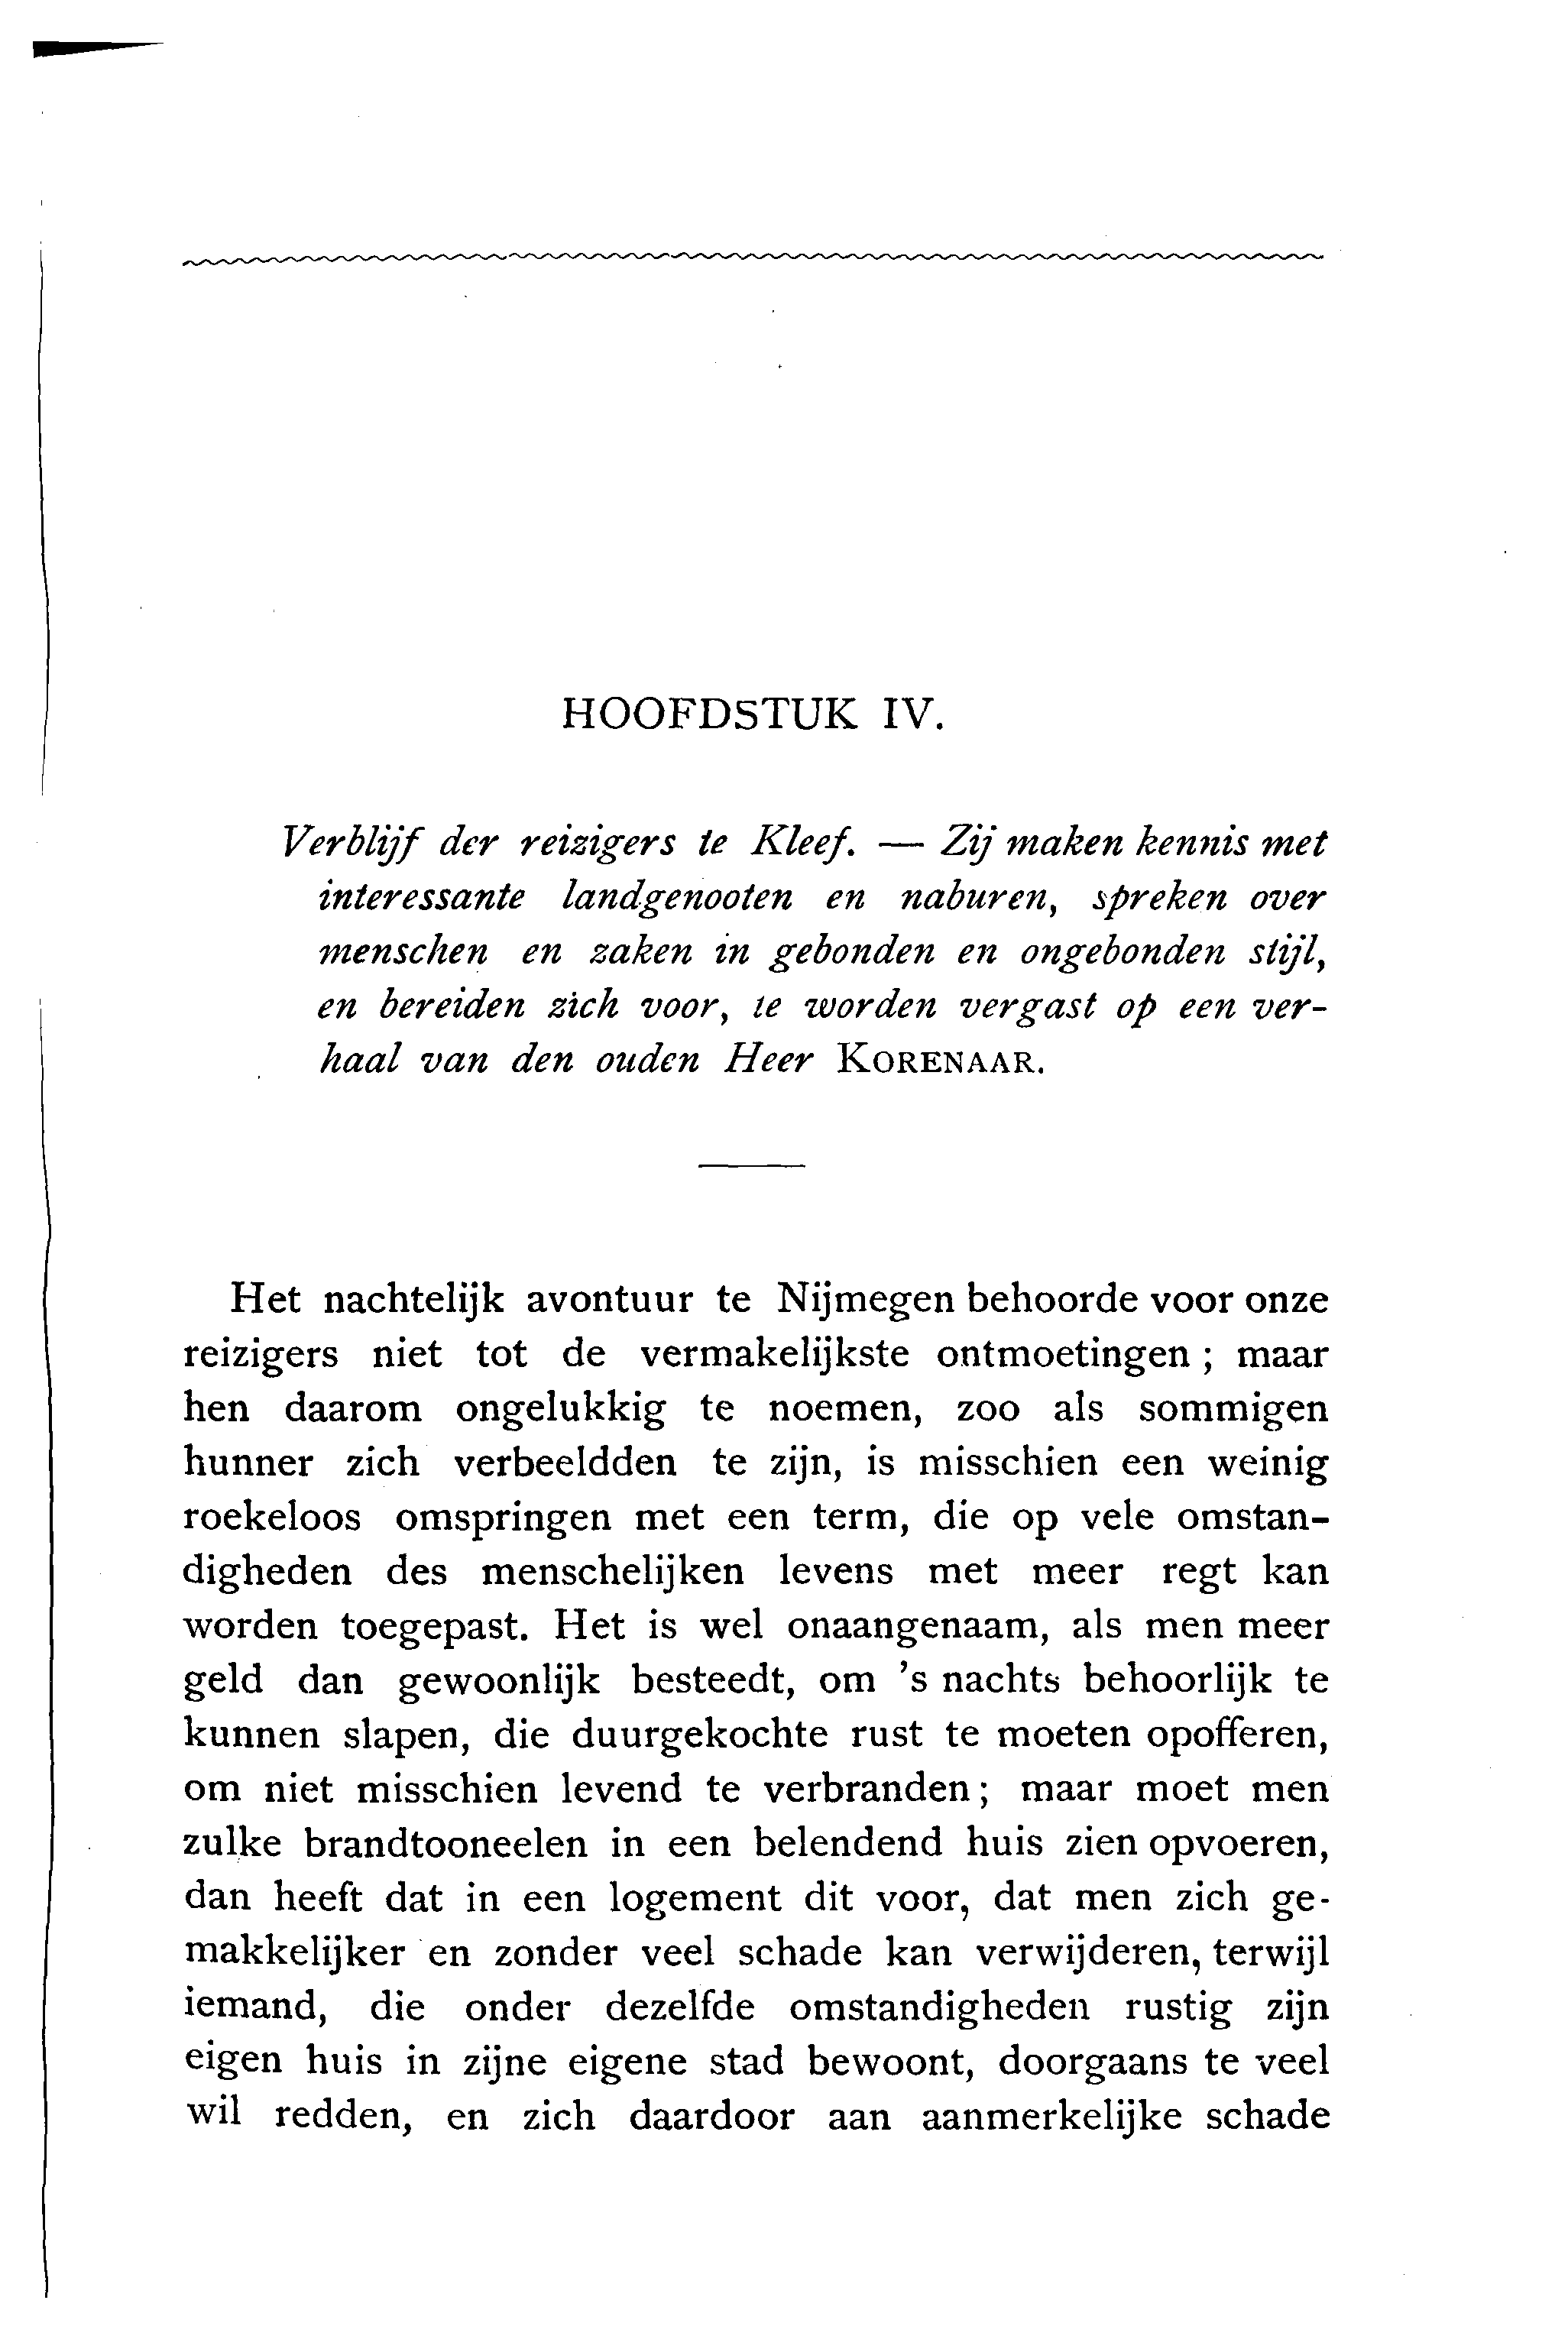 HOOFDSTUK IV.
Verblijf der reizigers te Kleef. — Zij maken kennis met
interessante landgenooten en naburen, spreken over
menschen en zaken in gebonden en ongebonden stijl,
en bereiden zich voor, te worden vergast op een ver-
haal van den ouden Heer KORENAAR.
Het nachtelijk avontuur te Nijmegen behoorde voor onze
reizigers niet tot de vermakelijkste ontmoetingen; maar
hen daarom ongelukkig te noemen, zoo als sommigen
hunner zich verbeeldden te zijn, is misschien een weinig
roekeloos omspringen met een term, die op vele omstan-
digheden des menschelijken levens met meer regt kan
worden toegepast. Het is wel onaangenaam, als men meer
geld dan gewoonlijk besteedt, om 's nachts behoorlijk te
kunnen slapen, die duurgekochte rust te moeten opofferen,
om niet misschien levend te verbranden; maar moet men
zulke brandtooneelen in een belendend huis zien opvoeren,
dan heeft dat in een logement dit voor, dat men zich ge-
makkelijker en zonder veel schade kan verwijderen, terwijl
iemand, die onder dezelfde omstandigheden rustig zijn
eigen huis in zijne eigene stad bewoont, doorgaans te veel
wil redden, en zich daardoor aan aanmerkelijke schade